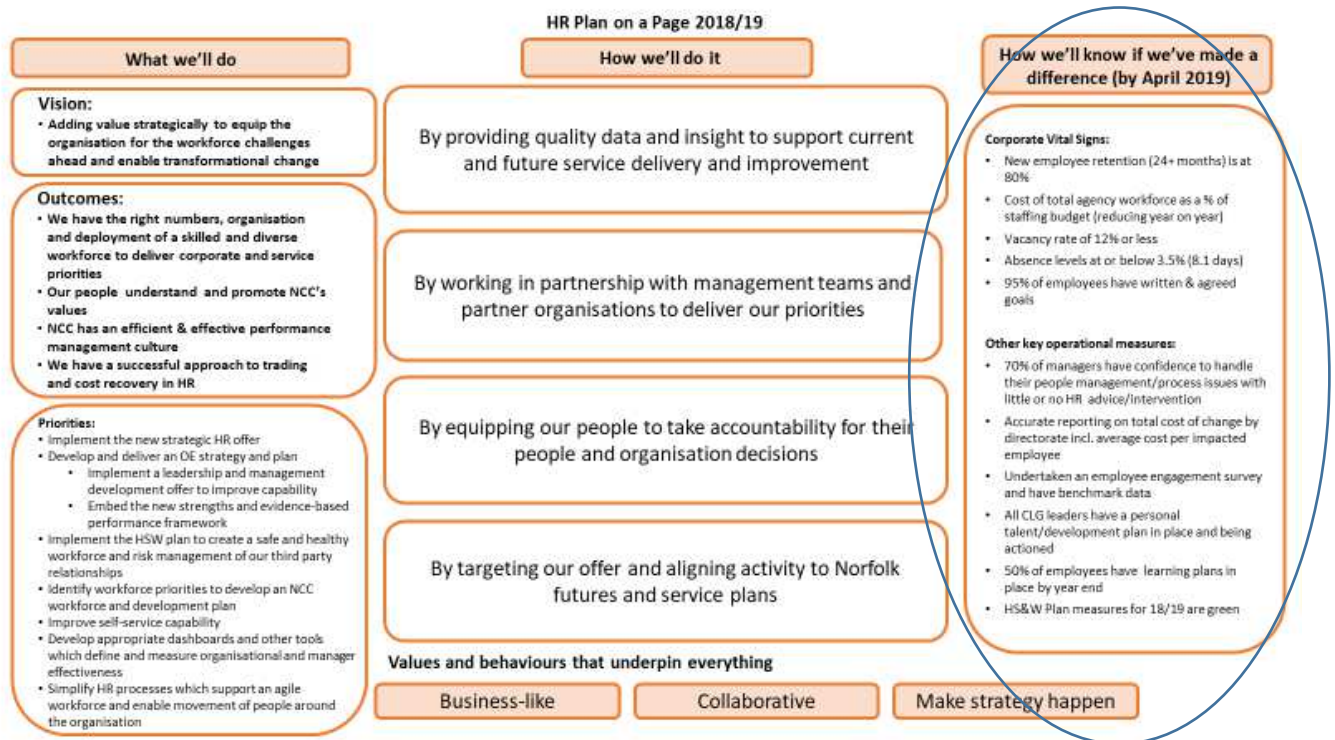 HR Plan on a Page 2018/19
What we'll do
Vision:
• Adding value strategically to equip the
organisation for the workforce challenges
ahead and enable transformational change
Outcomes:
• We have the right numbers, organisation
and deployment of a skilled and diverse
workforce to deliver corporate and service
priorities
• Our people understand and promote NCC's
values
• NCC has an efficient & effective performance
management culture
• We have a successful approach to trading
and cost recovery in HR
Priorities:
• Implement the new strategic HR offer
• Develop and deliver an OE strategy and plan
• Implement a leadership and management
development offer to improve capability
• Embed the new strengths and evidence-based
performance framework
• Implement the HSW plan to create a safe and healthy
workforce and risk management of our third party
relationships
• Identify workforce priorities to develop an NCC
workforce and development plan
• Improve self-service capability
• Develop appropriate dashboards and other tools
which define and measure organisational and manager
effectiveness
• Simplify HR processes which support an agile
workforce and enable movement of people around
the organisation
How we'll do it
By providing quality data and insight to support current
and future service delivery and improvement
By working in partnership with management teams and
partner organisations to deliver our priorities
By equipping our people to take accountability for their
people and organisation decisions
By targeting our offer and aligning activity to Norfolk
futures and service plans
How we'll know if we've made a
difference (by April 2019)
Corporate Vital Signs:
• New employee retention (24+ months) is at
80%
• Cost of total agency workforce as a % of
staffing budget (reducing year on year)
• Vacancy rate of 12% or less
• Absence levels at or below 3.5% (8.1 days)
• 95% of employees have written & agreed
goals
Other key operational measures:
• 70% of managers have confidence to handle
their people management/process issues with
little or no HR advice/intervention
• Accurate reporting on total cost of change by
directorate incl. average cost per impacted
employee
• Undertaken an employee engagement survey
and have benchmark data
• All CLG leaders have a personal
talent/development plan in place and being
actioned
• 50% of employees have learning plans in
place by year end
• HS&W Plan measures for 18/19 are green
Values and behaviours that underpin everything
Business-like
Collaborative
Make strategy happen